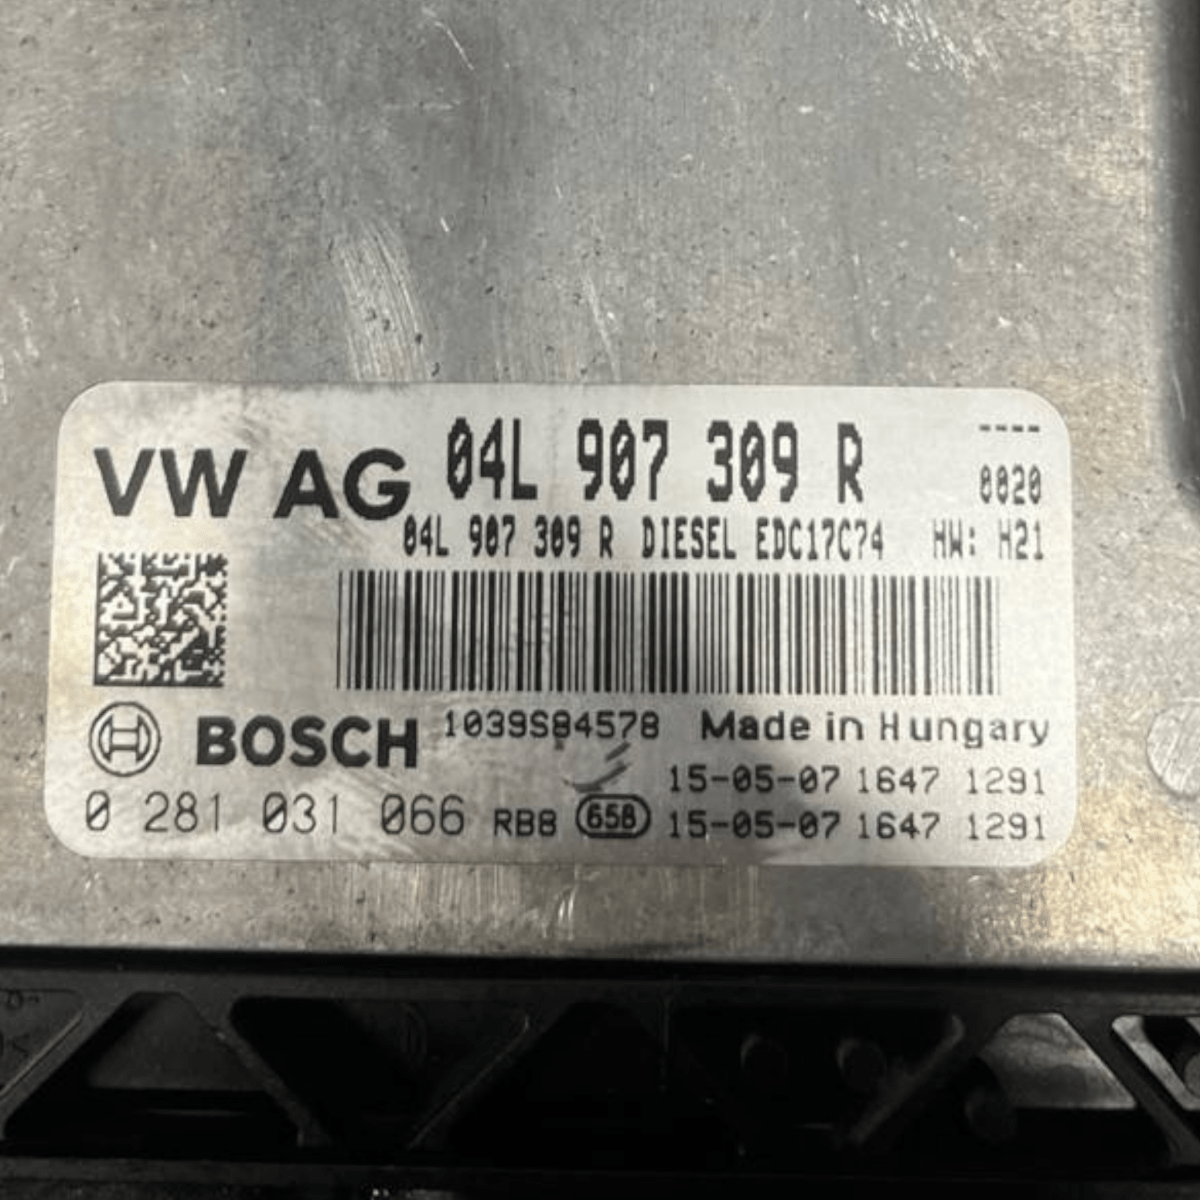 VW AG 04L 907 309 R ----
0020
04L 907 309 R DIESEL EDC17C74 HW: H21
BOSCH 1039S84578 Made in Hungary
15-05-07 1647 1291
0 281 031 066 RB8 658 15-05-07 1647 1291